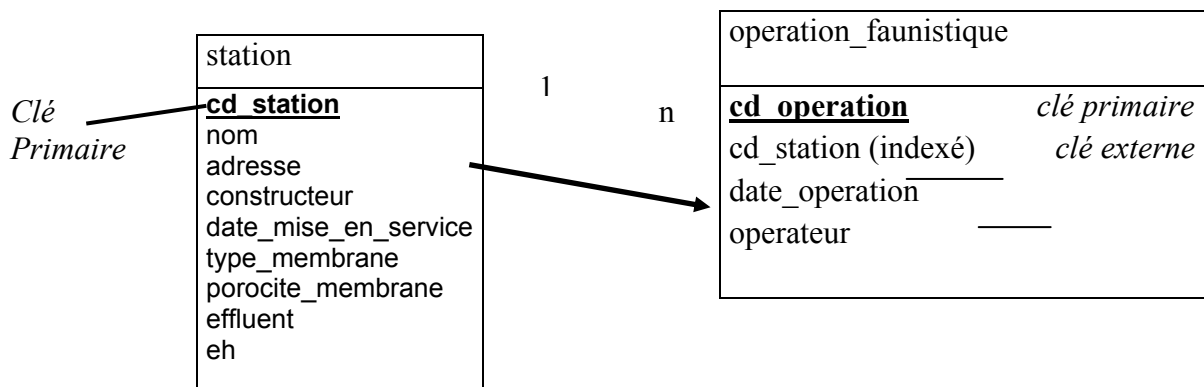 Clé
Primaire
station
cd_station
nom
adresse
constructeur
date_mise_en_service
type_membrane
porocite_membrane
effluent
eh
1
n
operation_faunistique
cd_operation clé primaire
cd_station (indexé) clé externe
date_operation
operateur